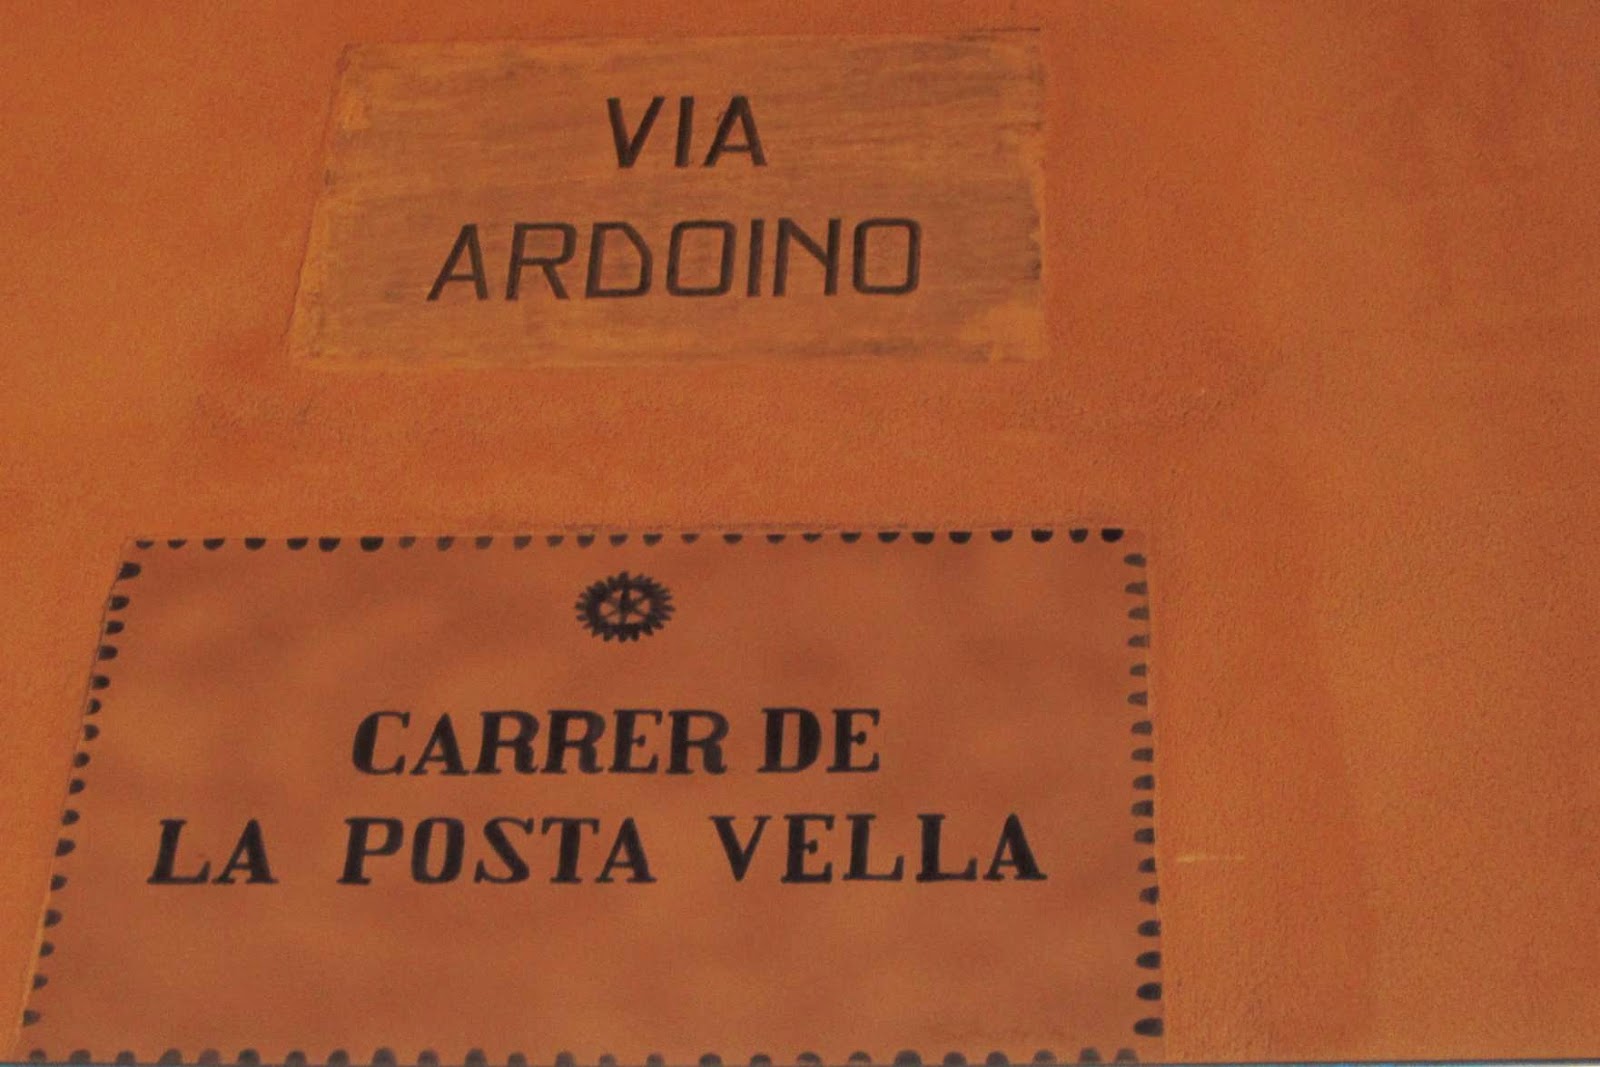 VIA
ARDOINO
CARRER DE
LA POSTA VELLA